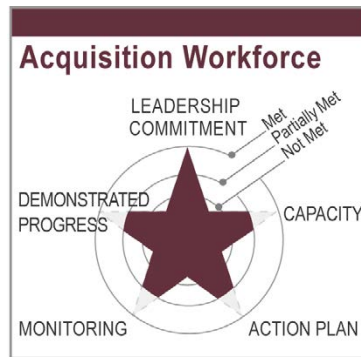 Acquisition Workforce
LEADERSHIP
COMMITMENT
Met
Partially Met
Not Met
DEMONSTRATED
PROGRESS
CAPACITY
MONITORING
ACTION PLAN